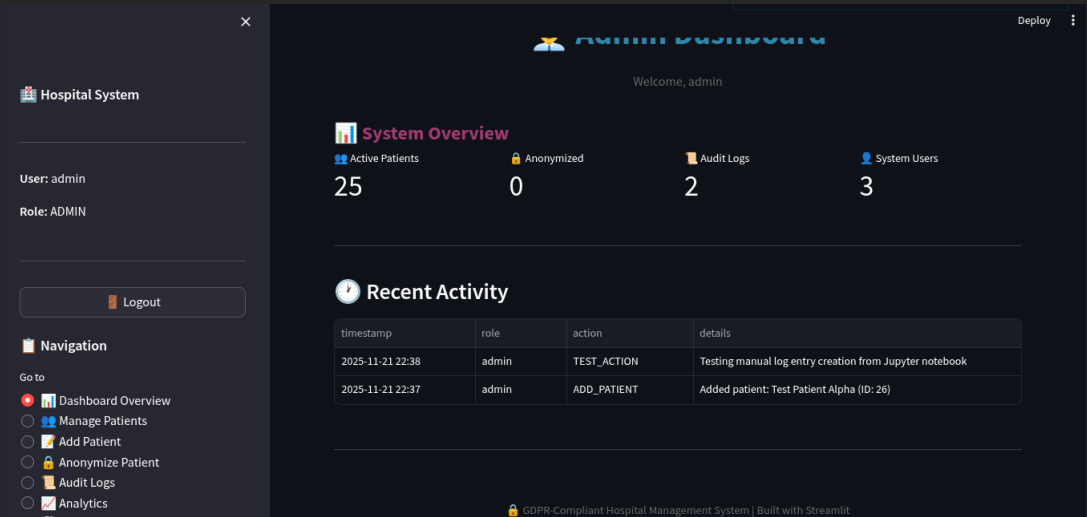 Deploy
Hospital System
User: admin
Role: ADMIN
Logout
Navigation
Go to
Dashboard Overview
Manage Patients
Add Patient
Anonymize Patient
Audit Logs
Analytics
Admin Dashboard
Welcome, admin
System Overview
Active Patients Anonymized Audit Logs System Users
25 0 2 3
Recent Activity
timestamp role action details
2025-11-21 22:38 admin TEST_ACTION Testing manual log entry creation from Jupyter notebook
2025-11-21 22:37 admin ADD_PATIENT Added patient: Test Patient Alpha (ID: 26)
GDPR-Compliant Hospital Management System | Built with Streamlit